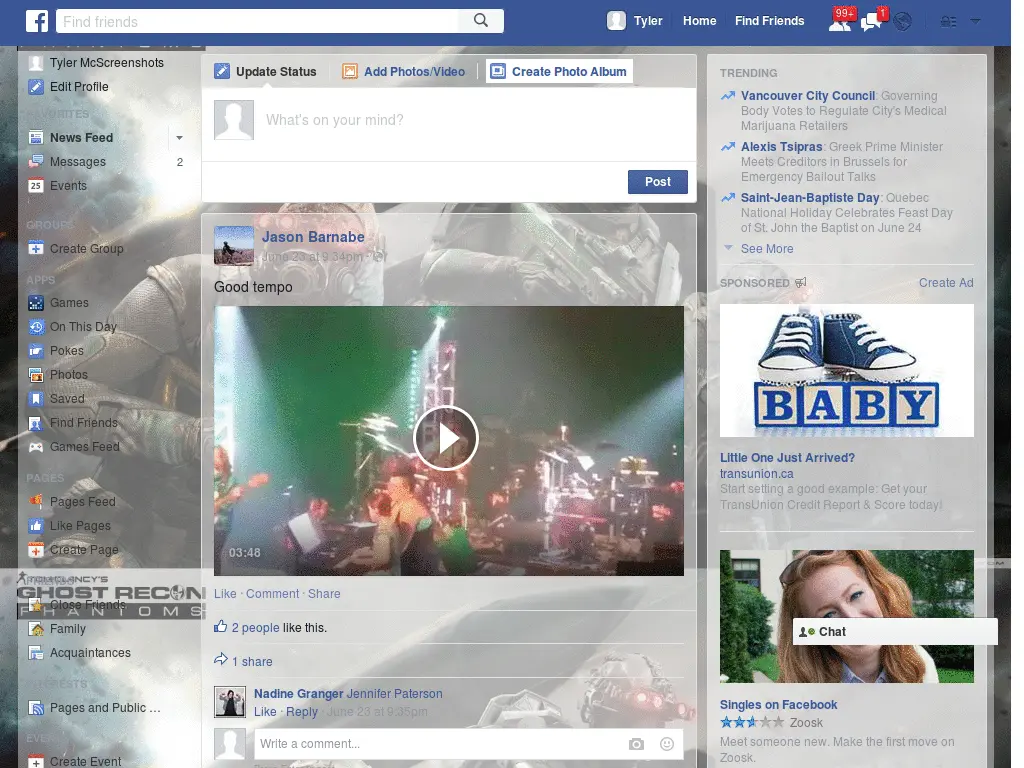 Find friends
Tyler
Home
Find Friends
99+
1
Tyler McScreenshots
Edit Profile
FAVORITES
News Feed
Messages 2
25 Events
GROUPS
Create Group
APPS
Games
On This Day
Pokes
Photos
Saved
Find Friends
Games Feed
PAGES
Pages Feed
Like Pages
Create Page
TOM CLANCY'S
FRIENDS
GHOST RECON
Close Friends
PHANTOMS
Family
Acquaintances
INTERESTS
Pages and Public ...
Create Event
Update Status
Add Photos/Video
Create Photo Album
What's on your mind?
Post
Jason Barnabe
June 23 at 9:34pm ·
Good tempo
03:48
Like · Comment · Share
2 people like this.
1 share
Nadine Granger Jennifer Paterson
Like · Reply · June 23 at 9:35pm
Write a comment...
TRENDING
Vancouver City Council: Governing
Body Votes to Regulate City's Medical
Marijuana Retailers
Alexis Tsipras: Greek Prime Minister
Meets Creditors in Brussels for
Emergency Bailout Talks
Saint-Jean-Baptiste Day: Quebec
National Holiday Celebrates Feast Day
of St. John the Baptist on June 24
See More
SPONSORED
Create Ad
BABY
Little One Just Arrived?
transunion.ca
Start setting a good example: Get your
TransUnion Credit Report & Score today!
Chat
Singles on Facebook
Zoosk
Meet someone new. Make the first move on
Zoosk.